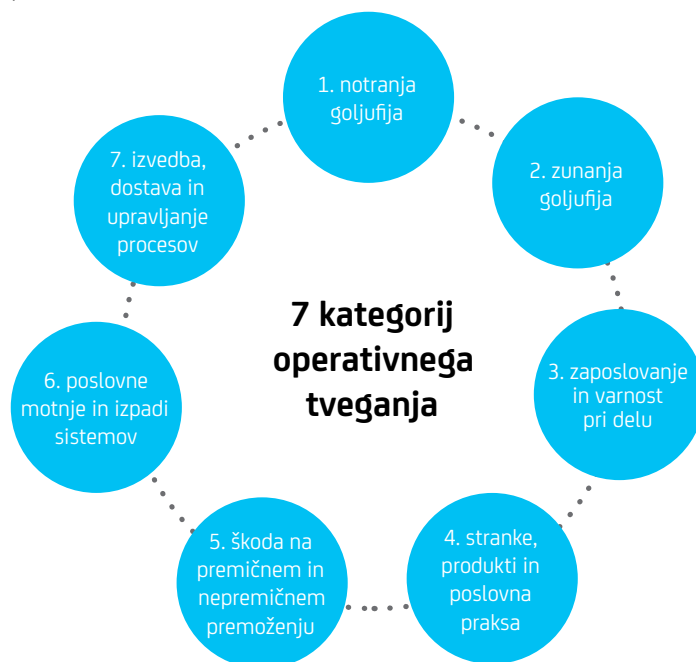 1. notranja
goljufija
2. zunanja
goljufija
3. zaposlovanje
in varnost
pri delu
4. stranke,
produkti in
poslovna
praksa
5. škoda na
premičnem in
nepremičnem
premoženju
6. poslovne
motnje in izpadi
sistemov
7. izvedba,
dostava in
upravljanje
procesov
7 kategorij
operativnega
tveganja